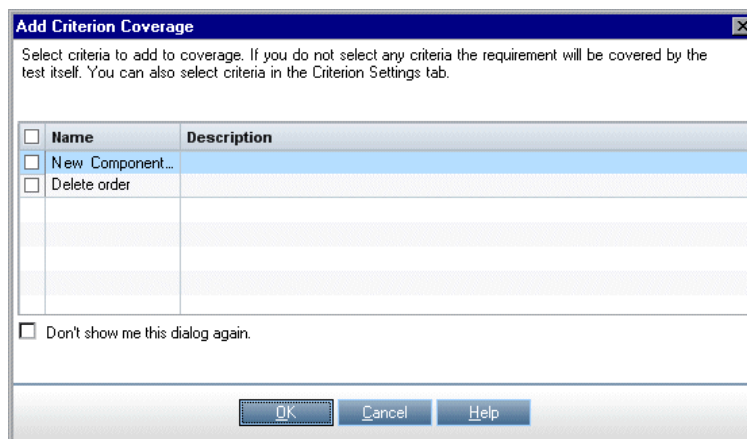 Add Criterion Coverage
Select criteria to add to coverage. If you do not select any criteria the requirement will be covered by the
test itself. You can also select criteria in the Criterion Settings tab.
Name Description
New Component...
Delete order
Don't show me this dialog again.
OK Cancel Help